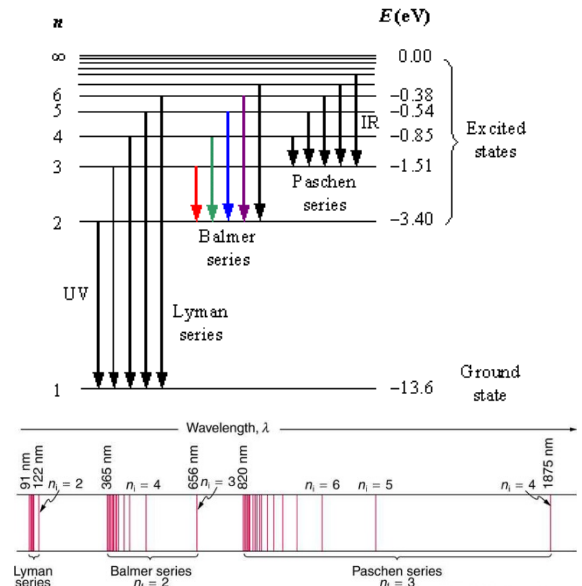 n E(eV)
∞ 0.00
6 −0.38
5 −0.54
IR
4 −0.85
Excited
states
3 −1.51
Paschen
series
2 −3.40
Balmer
series
UV
Lyman
series
1 −13.6
Ground
state
Wavelength, λ
91 nm
122 nm
365 nm
656 nm
820 nm
1875 nm
nᵢ = 2
nᵢ = 4
nᵢ = 3
nᵢ = 6
nᵢ = 5
nᵢ = 4
Lyman
series
Balmer series
nᵢ = 2
Paschen series
nᵢ = 3